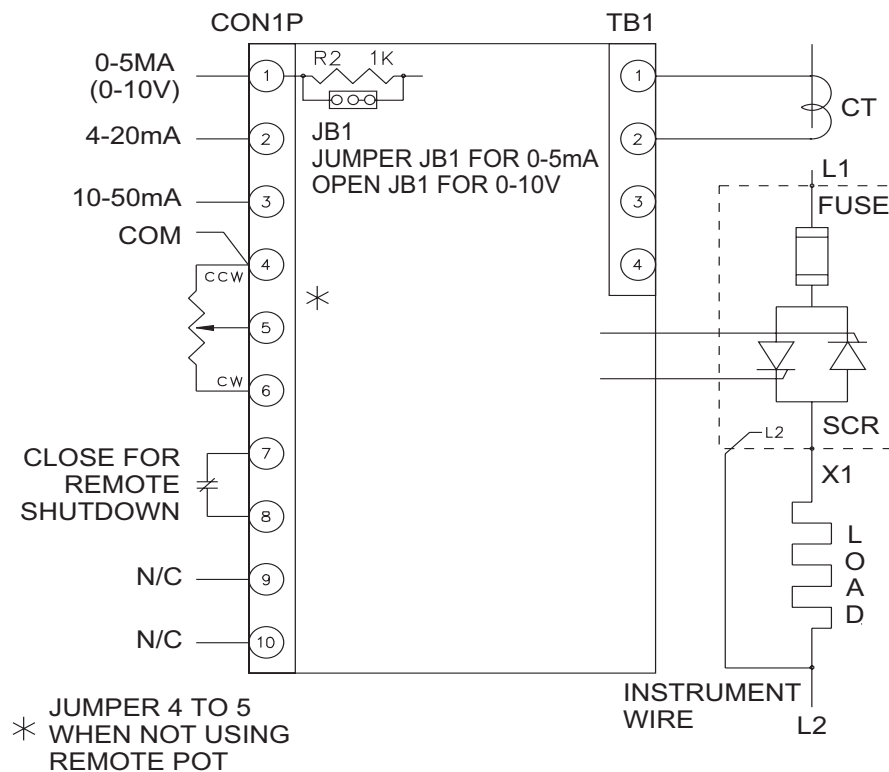 CON1P
TB1
0-5MA
(0-10V)
1
R2 1K
1
CT
4-20mA
2
JB1
JUMPER JB1 FOR 0-5mA
OPEN JB1 FOR 0-10V
2
L1
FUSE
10-50mA
3
3
COM
4
4
CCW
5
CW
6
SCR
L2
X1
CLOSE FOR
REMOTE
SHUTDOWN
7
8
LOAD
N/C
9
N/C
10
INSTRUMENT
WIRE
L2
JUMPER 4 TO 5
WHEN NOT USING
REMOTE POT